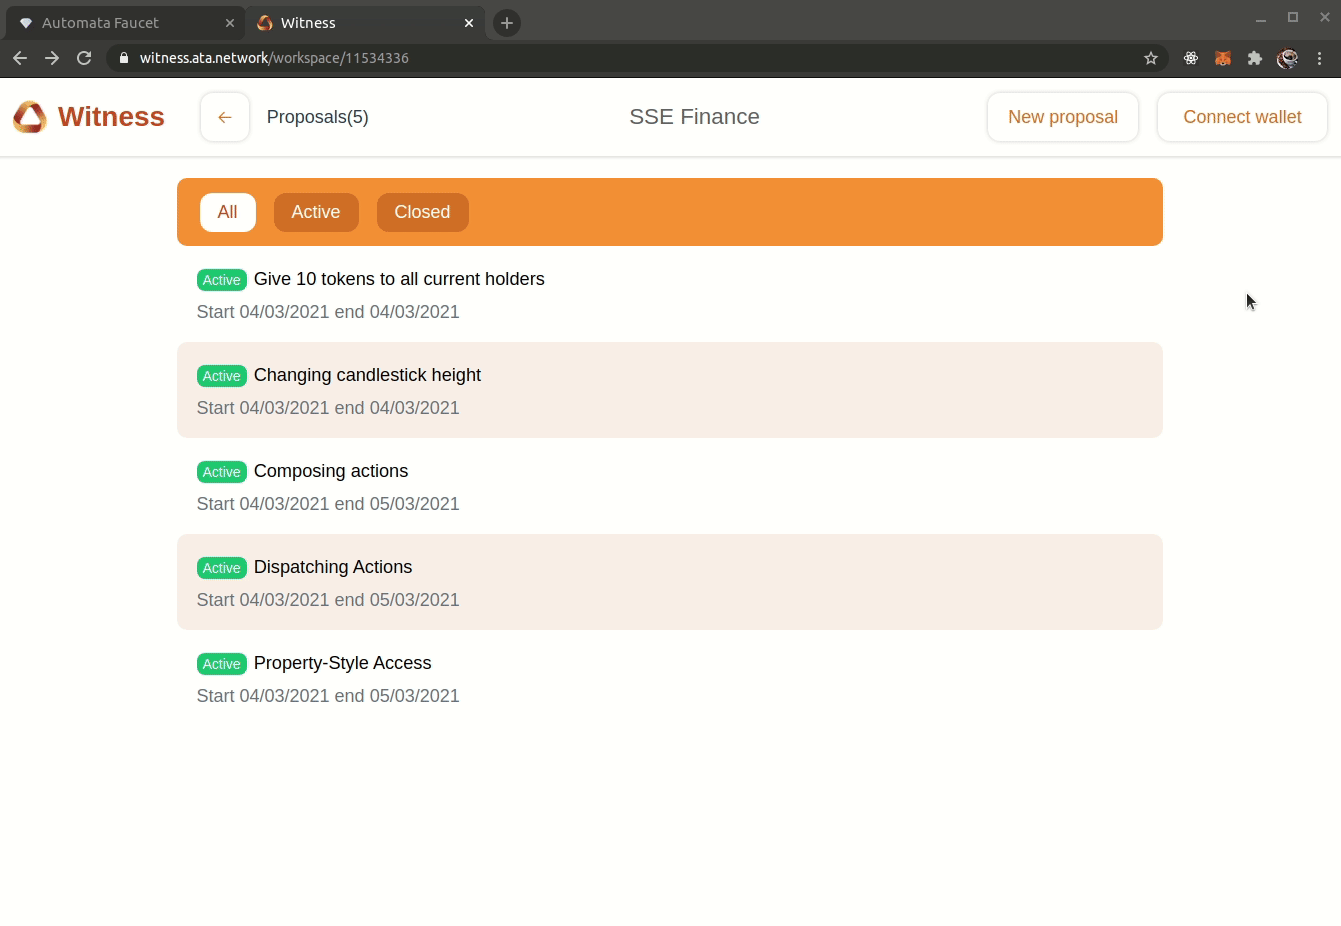 Automata Faucet
Witness
witness.ata.network/workspace/11534336
Witness
Proposals(5)
SSE Finance
New proposal
Connect wallet
All
Active
Closed
Active Give 10 tokens to all current holders
Start 04/03/2021 end 04/03/2021
Active Changing candlestick height
Start 04/03/2021 end 04/03/2021
Active Composing actions
Start 04/03/2021 end 05/03/2021
Active Dispatching Actions
Start 04/03/2021 end 05/03/2021
Active Property-Style Access
Start 04/03/2021 end 05/03/2021